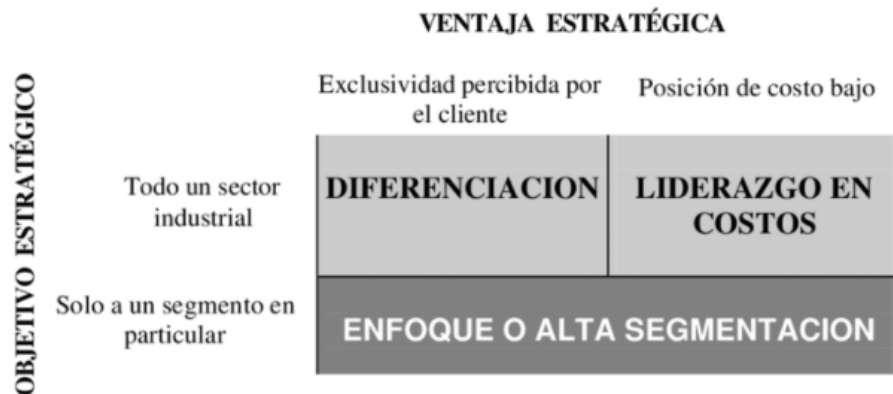 VENTAJA ESTRATÉGICA
Exclusividad percibida por
el cliente
Posición de costo bajo
OBJETIVO ESTRATÉGICO
Todo un sector
industrial
DIFERENCIACION
LIDERAZGO EN
COSTOS
Solo a un segmento en
particular
ENFOQUE O ALTA SEGMENTACION